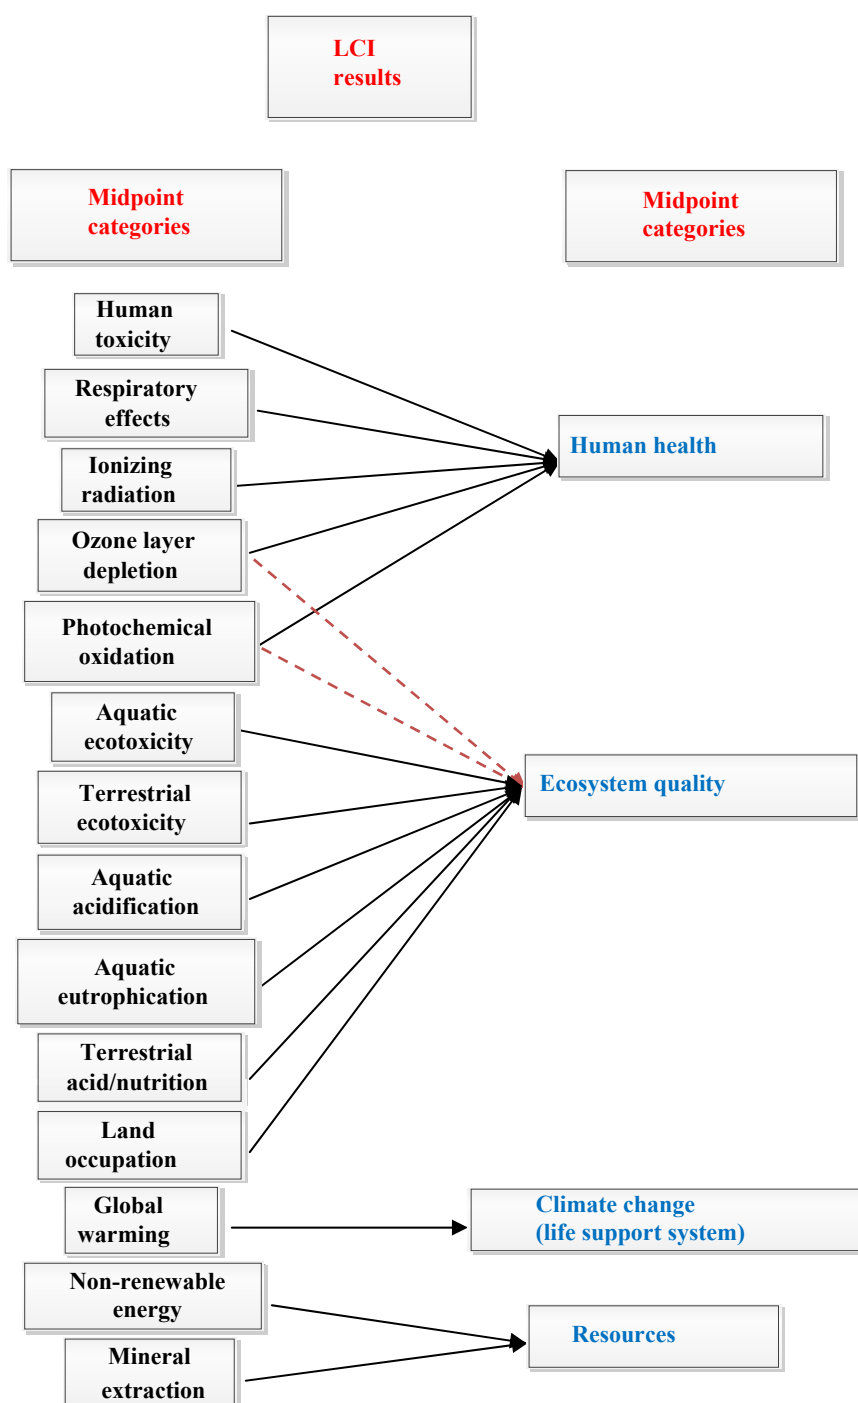 LCI
results
Midpoint
categories
Midpoint
categories
Human
toxicity
Respiratory
effects
Ionizing
radiation
Ozone layer
depletion
Photochemical
oxidation
Aquatic
ecotoxicity
Terrestrial
ecotoxicity
Aquatic
acidification
Aquatic
eutrophication
Terrestrial
acid/nutrition
Land
occupation
Global
warming
Non-renewable
energy
Mineral
extraction
Human health
Ecosystem quality
Climate change
(life support system)
Resources